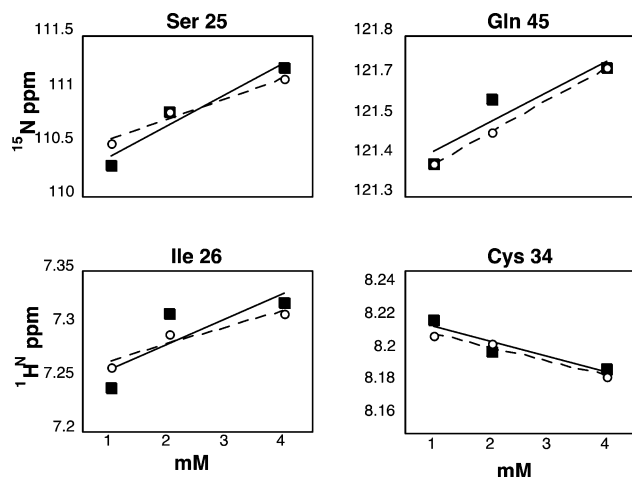 Ser 25
Gln 45
111.5
111
110.5
110
¹⁵N ppm
121.8
121.7
121.5
121.4
121.3
Ile 26
Cys 34
7.35
7.3
7.25
7.2
¹Hᴺ ppm
8.24
8.22
8.2
8.18
8.16
1 2 3 4
1 2 3 4
mM
mM